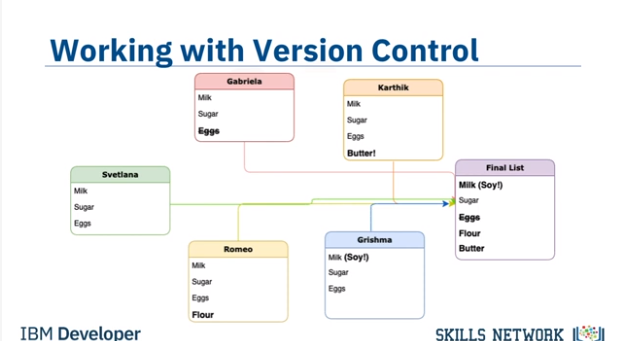 Working with Version Control
Gabriela
Milk
Sugar
Eggs
Karthik
Milk
Sugar
Eggs
Butter!
Svetlana
Milk
Sugar
Eggs
Final List
Milk (Soy!)
Sugar
Eggs
Flour
Butter
Romeo
Milk
Sugar
Eggs
Flour
Grishma
Milk (Soy!)
Sugar
Eggs
IBM Developer
SKILLS NETWORK